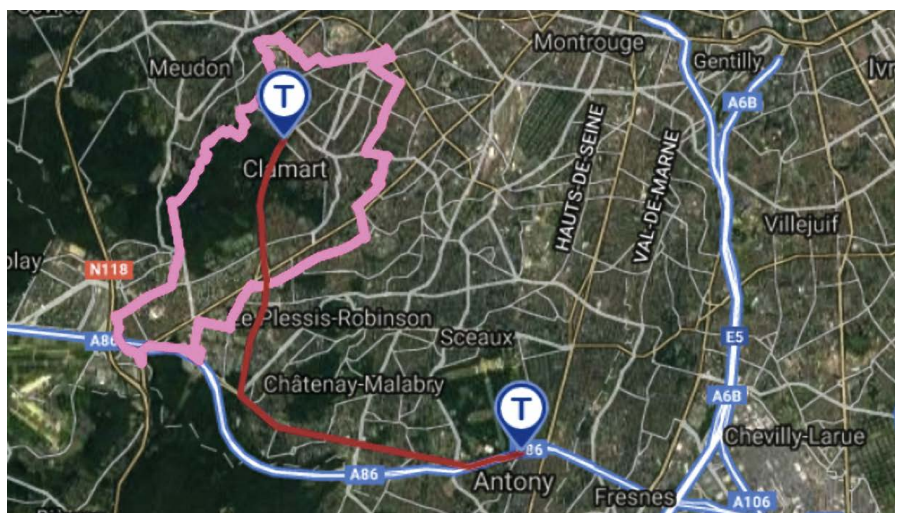 Montrouge
Meudon
Gentilly
T
A6B
Clamart
HAUTS-DE-SEINE
VAL-DE-MARNE
Villejuif
olay
N118
Le Plessis-Robinson
A86
Sceaux
E5
Châtenay-Malabry
T
A6B
86
Chevilly-Larue
A86
Antony
Fresnes
A106